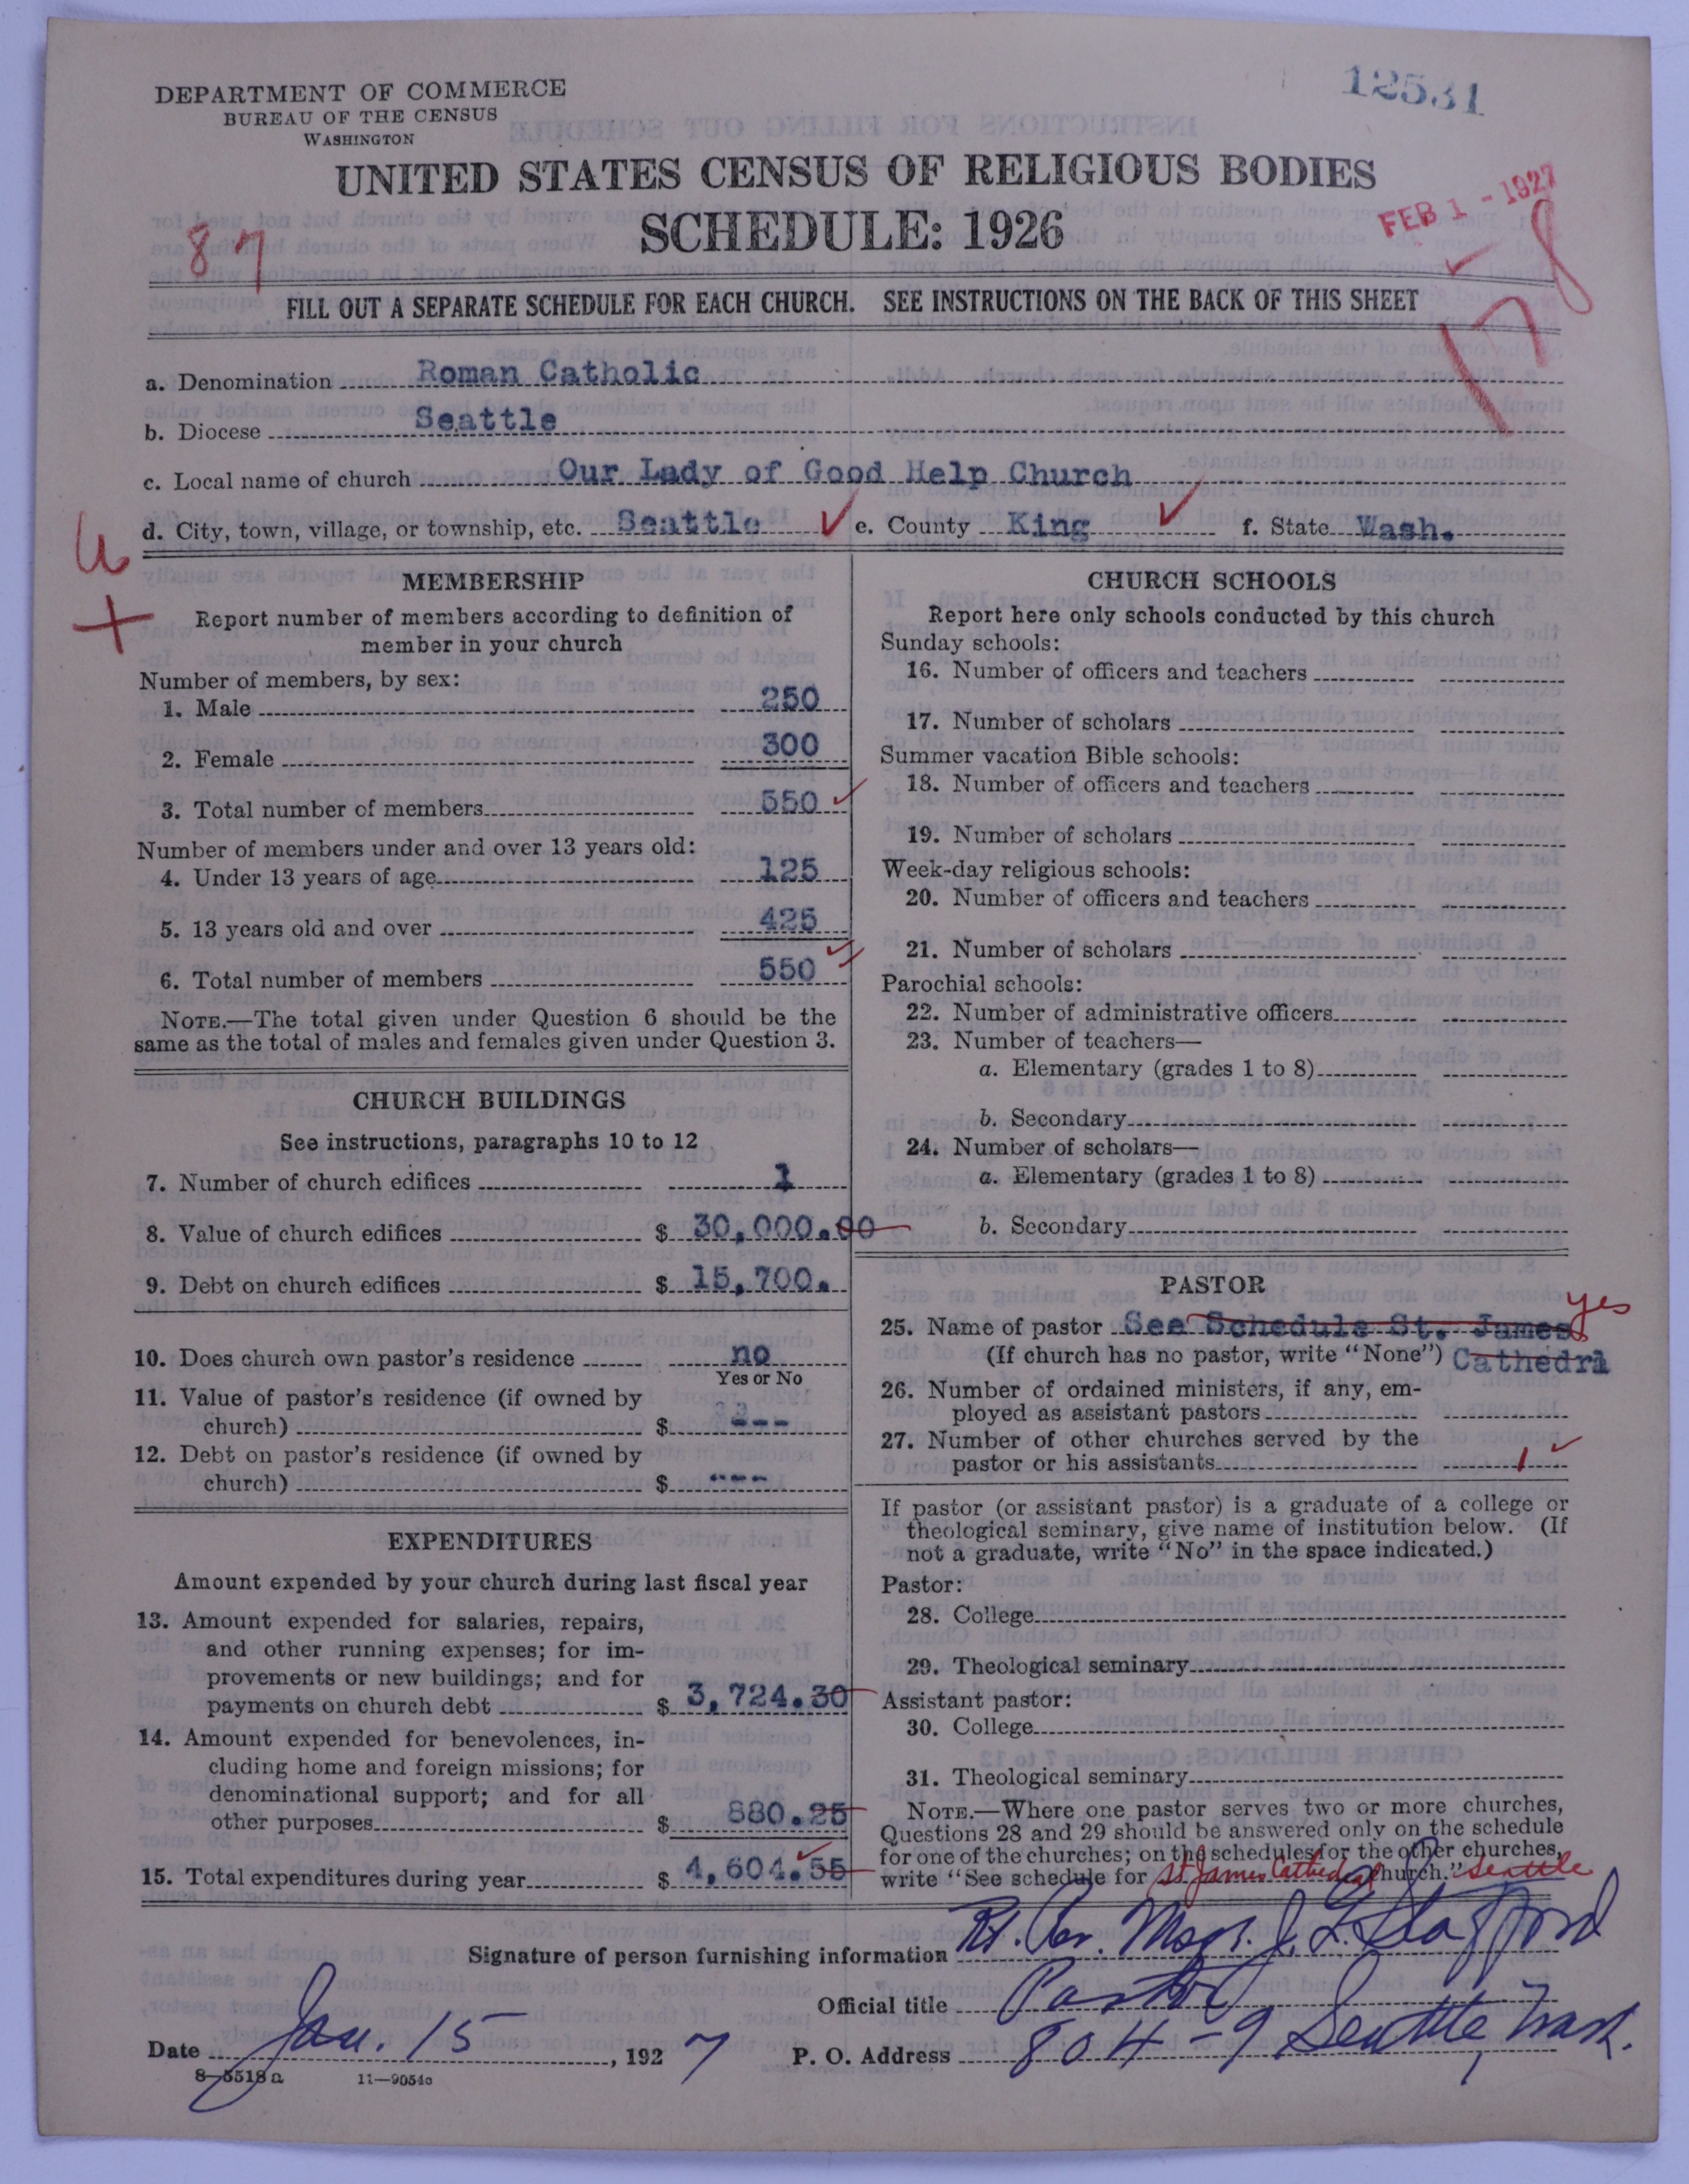 DEPARTMENT OF COMMERCE
BUREAU OF THE CENSUS
WASHINGTON
12531
UNITED STATES CENSUS OF RELIGIOUS BODIES
SCHEDULE: 1926
FEB 1 - 1927
87
178
FILL OUT A SEPARATE SCHEDULE FOR EACH CHURCH. SEE INSTRUCTIONS ON THE BACK OF THIS SHEET
a. Denomination Roman Catholic
b. Diocese Seattle
c. Local name of church Our Lady of Good Help Church
d. City, town, village, or township, etc. Seattle e. County King f. State Wash.
MEMBERSHIP
Report number of members according to definition of
member in your church
Number of members, by sex:
1. Male 250
2. Female 300
3. Total number of members 550
Number of members under and over 13 years old:
4. Under 13 years of age 125
5. 13 years old and over 425
6. Total number of members 550
NOTE.—The total given under Question 6 should be the
same as the total of males and females given under Question 3.
CHURCH BUILDINGS
See instructions, paragraphs 10 to 12
7. Number of church edifices 1
8. Value of church edifices $ 30,000.00
9. Debt on church edifices $ 15,700.
10. Does church own pastor's residence no
Yes or No
11. Value of pastor's residence (if owned by
church) $ ---
12. Debt on pastor's residence (if owned by
church) $ ---
EXPENDITURES
Amount expended by your church during last fiscal year
13. Amount expended for salaries, repairs,
and other running expenses; for im-
provements or new buildings; and for
payments on church debt $ 3,724.30
14. Amount expended for benevolences, in-
cluding home and foreign missions; for
denominational support; and for all
other purposes $ 880.25
15. Total expenditures during year $ 4,604.55
CHURCH SCHOOLS
Report here only schools conducted by this church
Sunday schools:
16. Number of officers and teachers
17. Number of scholars
Summer vacation Bible schools:
18. Number of officers and teachers
19. Number of scholars
Week-day religious schools:
20. Number of officers and teachers
21. Number of scholars
Parochial schools:
22. Number of administrative officers
23. Number of teachers—
a. Elementary (grades 1 to 8)
b. Secondary
24. Number of scholars—
a. Elementary (grades 1 to 8)
b. Secondary
PASTOR
yes
25. Name of pastor See Schedule St. James
(If church has no pastor, write "None") Cathedrl
26. Number of ordained ministers, if any, em-
ployed as assistant pastors
27. Number of other churches served by the
pastor or his assistants 1
If pastor (or assistant pastor) is a graduate of a college or
theological seminary, give name of institution below. (If
not a graduate, write "No" in the space indicated.)
Pastor:
28. College
29. Theological seminary
Assistant pastor:
30. College
31. Theological seminary
NOTE.—Where one pastor serves two or more churches,
Questions 28 and 29 should be answered only on the schedule
for one of the churches; on the schedules for the other churches,
write "See schedule for St James Cathedral church." Seattle
Signature of person furnishing information Rt. Rev. Msgr. J. G. Stafford
Official title Pastor
Date Jan. 15, 1927 P. O. Address 804-9 Seattle, Wash.
8-5518a 11-9054c